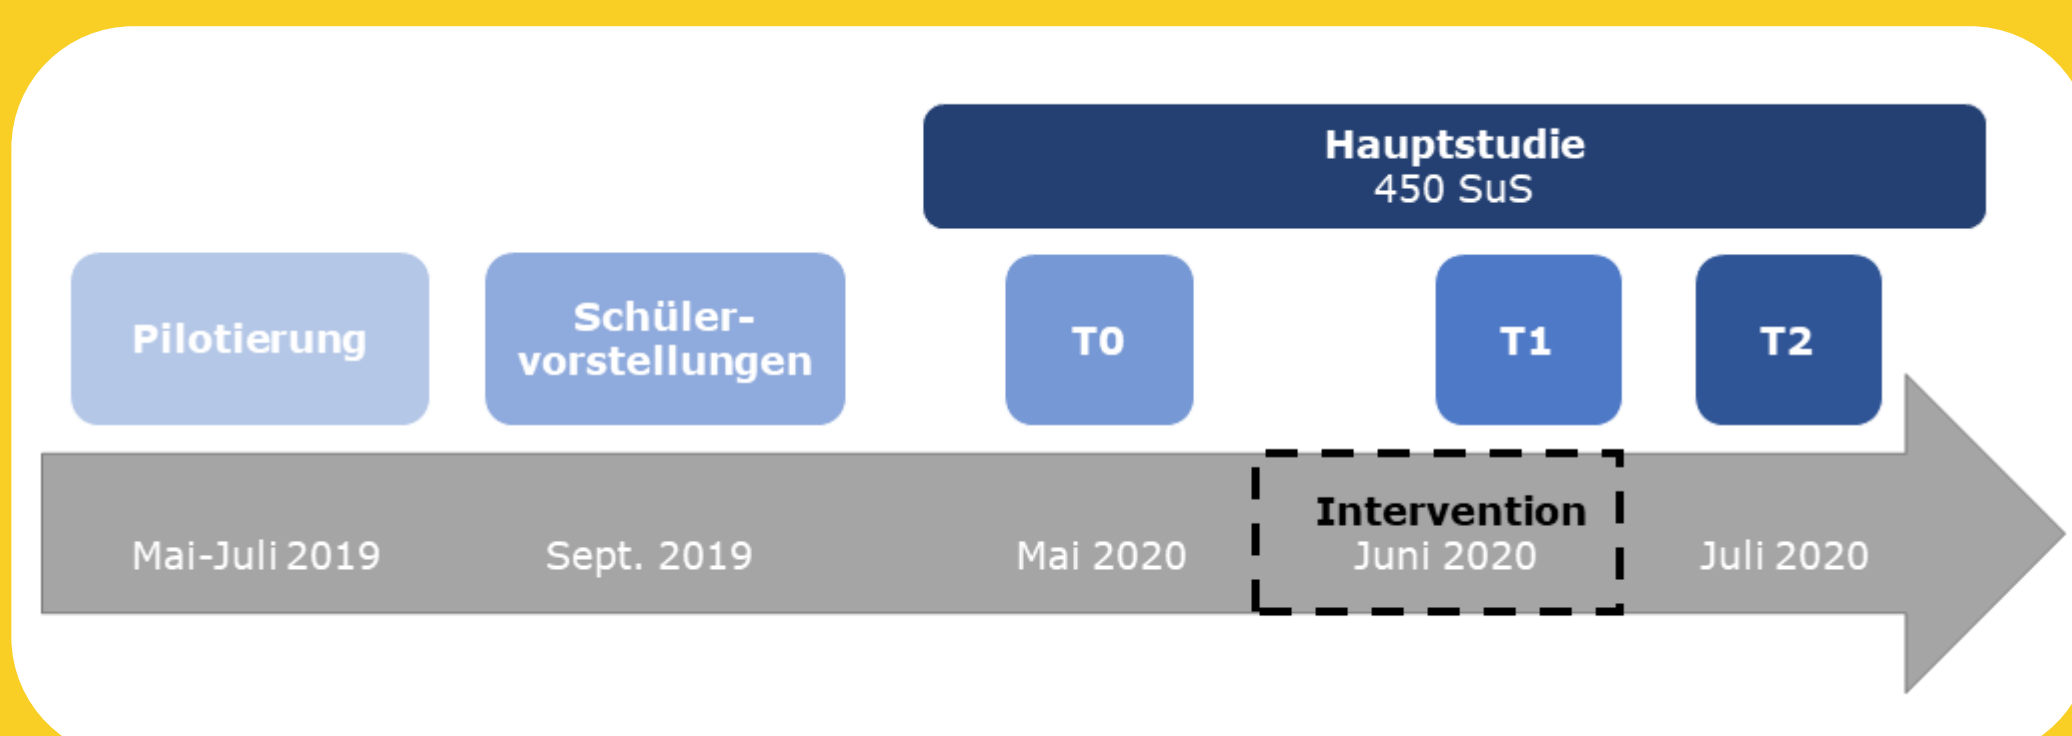 Hauptstudie
450 SuS
Pilotierung
Schüler-
vorstellungen
T0
T1
T2
Intervention
Mai-Juli 2019
Sept. 2019
Mai 2020
Juni 2020
Juli 2020